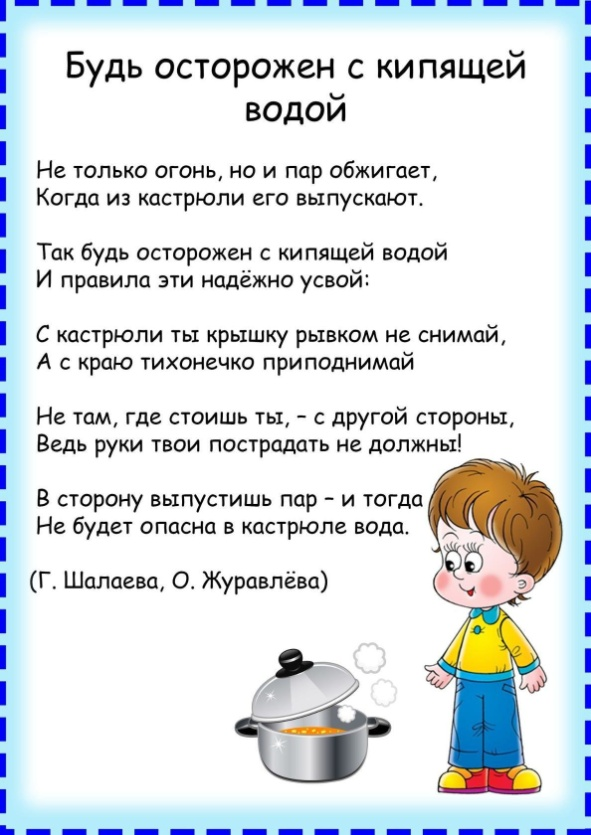 Будь осторожен с кипящей
водой
Не только огонь, но и пар обжигает,
Когда из кастрюли его выпускают.
Так будь осторожен с кипящей водой
И правила эти надёжно усвой:
С кастрюли ты крышку рывком не снимай,
А с краю тихонечко приподнимай
Не там, где стоишь ты, – с другой стороны,
Ведь руки твои пострадать не должны!
В сторону выпустишь пар – и тогда
Не будет опасна в кастрюле вода.
(Г. Шалаева, О. Журавлёва)